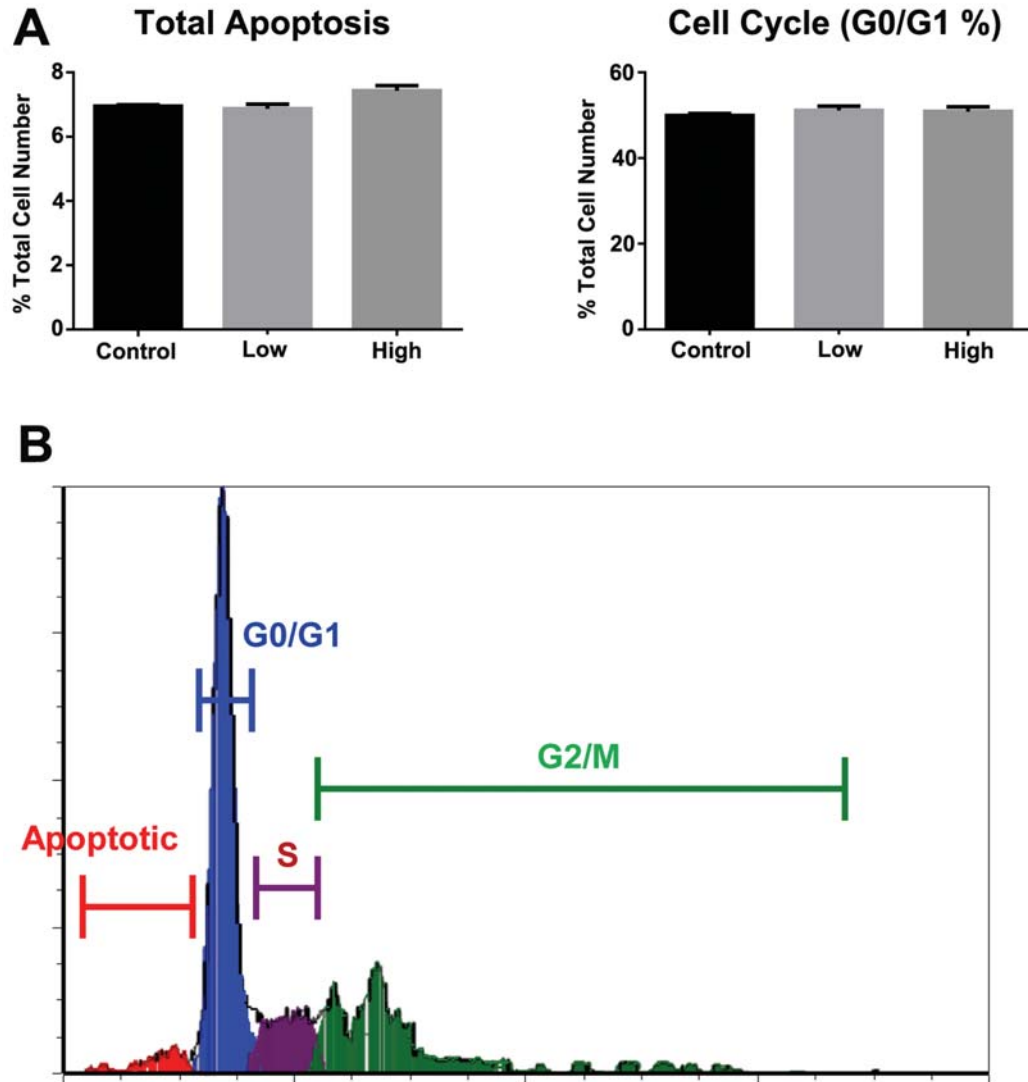 A
Total Apoptosis
% Total Cell Number
8
6
4
2
0
Control Low High
Cell Cycle (G0/G1 %)
% Total Cell Number
60
40
20
0
Control Low High
B
G0/G1
G2/M
Apoptotic
S